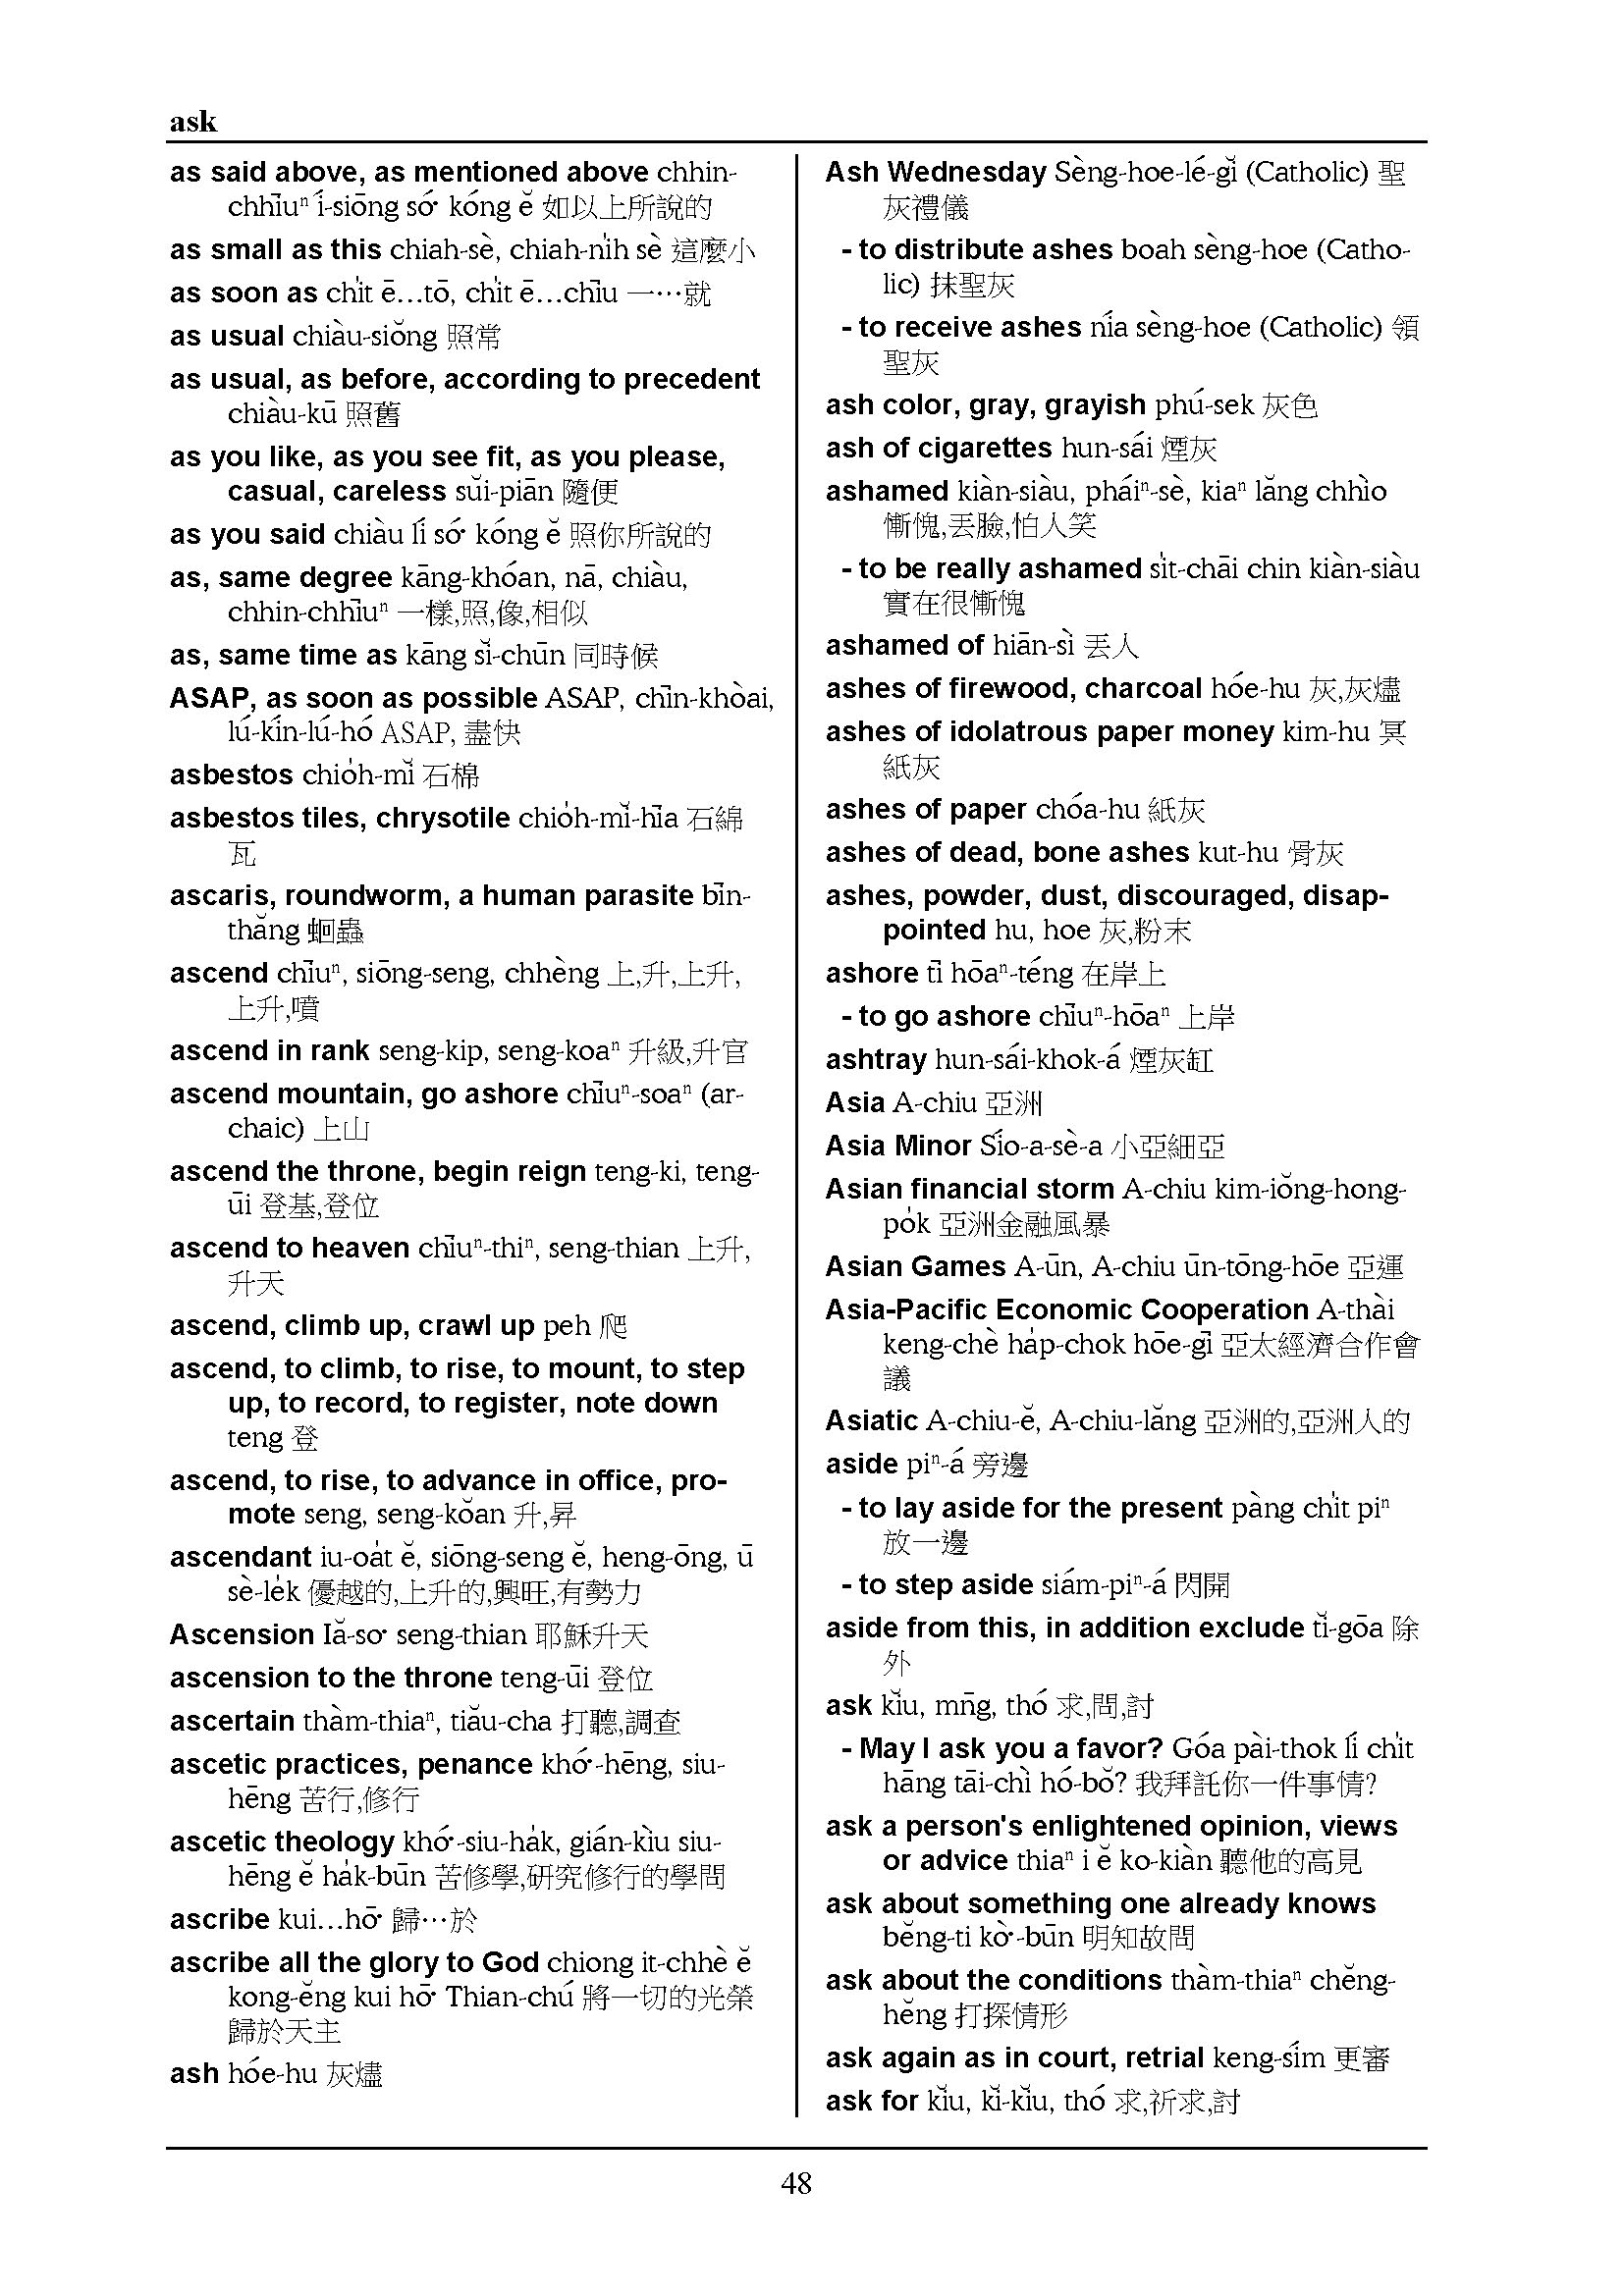 ask
as said above, as mentioned above chhin-
chhīuⁿ í-siōng só͘ kóng ĕ 如以上所說的
as small as this chiah-sè, chiah-ni̍h sè 這麼小
as soon as chi̍t ē…tō, chi̍t ē…chīu 一…就
as usual chiàu-siŏng 照常
as usual, as before, according to precedent
chiàu-kū 照舊
as you like, as you see fit, as you please,
casual, careless sŭi-piān 隨便
as you said chiàu lí só͘ kóng ĕ 照你所說的
as, same degree kāng-khóan, nā, chiàu,
chhin-chhīuⁿ 一樣,照,像,相似
as, same time as kāng sĭ-chūn 同時候
ASAP, as soon as possible ASAP, chīn-khòai,
lú-kín-lú-hó ASAP, 盡快
asbestos chio̍h-mĭ 石棉
asbestos tiles, chrysotile chio̍h-mĭ-hīa 石綿
瓦
ascaris, roundworm, a human parasite bīn-
thăng 蛔蟲
ascend chīuⁿ, siōng-seng, chhèng 上,升,上升,
上升,噴
ascend in rank seng-kip, seng-koaⁿ 升級,升官
ascend mountain, go ashore chīuⁿ-soaⁿ (ar-
chaic) 上山
ascend the throne, begin reign teng-ki, teng-
ūi 登基,登位
ascend to heaven chīuⁿ-thiⁿ, seng-thian 上升,
升天
ascend, climb up, crawl up peh 爬
ascend, to climb, to rise, to mount, to step
up, to record, to register, note down
teng 登
ascend, to rise, to advance in office, pro-
mote seng, seng-kŏan 升,昇
ascendant iu-oa̍t ĕ, siōng-seng ĕ, heng-ōng, ū
sè-le̍k 優越的,上升的,興旺,有勢力
Ascension Iă-so͘ seng-thian 耶穌升天
ascension to the throne teng-ūi 登位
ascertain thàm-thiaⁿ, tiău-cha 打聽,調查
ascetic practices, penance khó͘-hēng, siu-
hēng 苦行,修行
ascetic theology khó͘-siu-ha̍k, gián-kìu siu-
hēng ĕ ha̍k-būn 苦修學,研究修行的學問
ascribe kui…hō͘ 歸…於
ascribe all the glory to God chiong it-chhè ĕ
kong-ĕng kui hō͘ Thian-chú 將一切的光榮
歸於天主
ash hóe-hu 灰燼
Ash Wednesday Sèng-hoe-lé-gĭ (Catholic) 聖
灰禮儀
- to distribute ashes boah sèng-hoe (Catho-
lic) 抹聖灰
- to receive ashes nía sèng-hoe (Catholic) 領
聖灰
ash color, gray, grayish phú-sek 灰色
ash of cigarettes hun-sái 煙灰
ashamed kiàn-siàu, pháiⁿ-sè, kiaⁿ lăng chhìo
慚愧,丟臉,怕人笑
- to be really ashamed si̍t-chāi chin kiàn-siàu
實在很慚愧
ashamed of hiān-sì 丟人
ashes of firewood, charcoal hóe-hu 灰,灰燼
ashes of idolatrous paper money kim-hu 冥
紙灰
ashes of paper chóa-hu 紙灰
ashes of dead, bone ashes kut-hu 骨灰
ashes, powder, dust, discouraged, disap-
pointed hu, hoe 灰,粉末
ashore tī hōaⁿ-téng 在岸上
- to go ashore chīuⁿ-hōaⁿ 上岸
ashtray hun-sái-khok-á 煙灰缸
Asia A-chiu 亞洲
Asia Minor Sío-a-sè-a 小亞細亞
Asian financial storm A-chiu kim-iŏng-hong-
po̍k 亞洲金融風暴
Asian Games A-ūn, A-chiu ūn-tōng-hōe 亞運
Asia-Pacific Economic Cooperation A-thài
keng-chè ha̍p-chok hōe-gī 亞太經濟合作會
議
Asiatic A-chiu-ĕ, A-chiu-lăng 亞洲的,亞洲人的
aside piⁿ-á 旁邊
- to lay aside for the present pàng chi̍t piⁿ
放一邊
- to step aside siám-piⁿ-á 閃開
aside from this, in addition exclude tĭ-gōa 除
外
ask kĭu, mn̄g, thó 求,問,討
- May I ask you a favor? Góa pài-thok lí chi̍t
hāng tāi-chì hó-bŏ? 我拜託你一件事情?
ask a person's enlightened opinion, views
or advice thiaⁿ i ĕ ko-kiàn 聽他的高見
ask about something one already knows
bĕng-ti kò͘-būn 明知故問
ask about the conditions thàm-thiaⁿ chĕng-
hĕng 打探情形
ask again as in court, retrial keng-sím 更審
ask for kĭu, kĭ-kĭu, thó 求,祈求,討
48